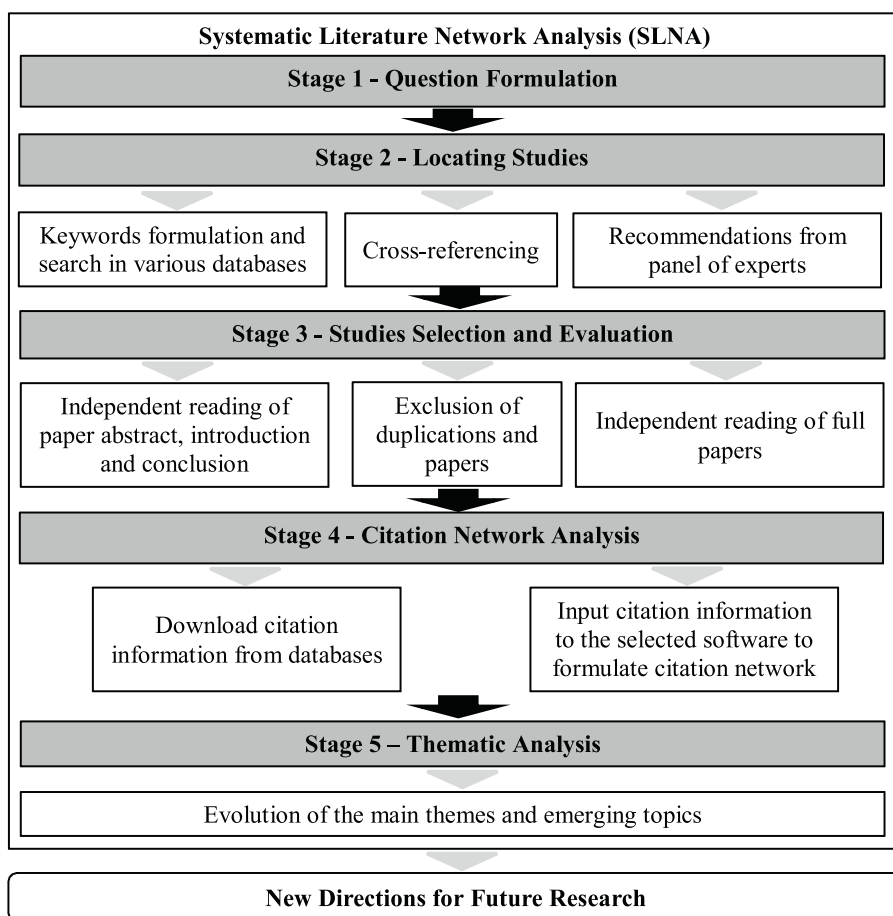 Systematic Literature Network Analysis (SLNA)
Stage 1 - Question Formulation
Stage 2 - Locating Studies
Keywords formulation and
search in various databases
Cross-referencing
Recommendations from
panel of experts
Stage 3 - Studies Selection and Evaluation
Independent reading of
paper abstract, introduction
and conclusion
Exclusion of
duplications and
papers
Independent reading of full
papers
Stage 4 - Citation Network Analysis
Download citation
information from databases
Input citation information
to the selected software to
formulate citation network
Stage 5 – Thematic Analysis
Evolution of the main themes and emerging topics
New Directions for Future Research